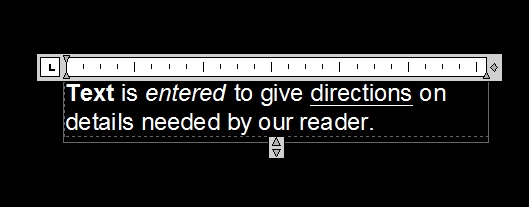 Text is entered to give directions on
details needed by our reader.